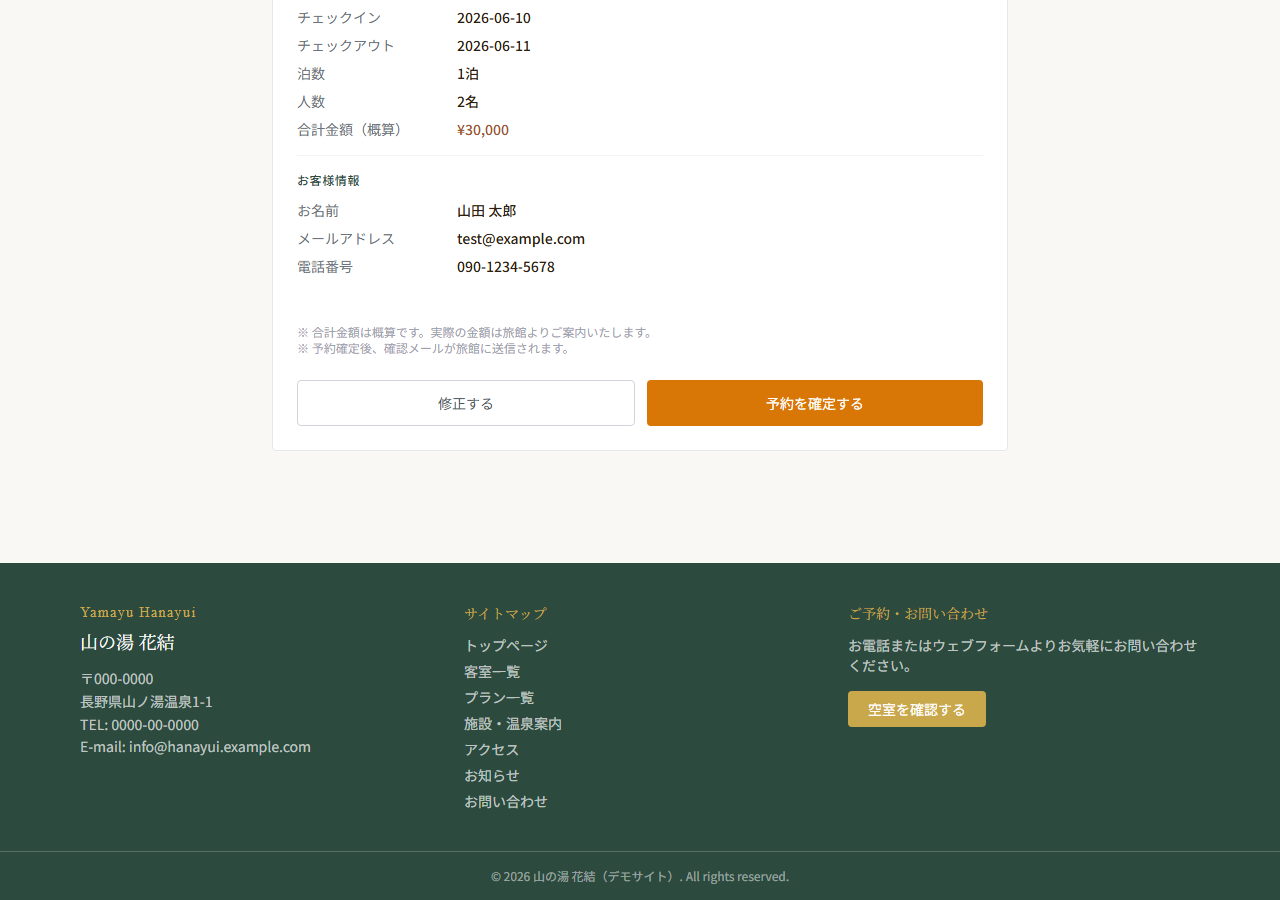 チェックイン 2026-06-10
チェックアウト 2026-06-11
泊数 1泊
人数 2名
合計金額（概算） ¥30,000
お客様情報
お名前 山田 太郎
メールアドレス test@example.com
電話番号 090-1234-5678
※ 合計金額は概算です。実際の金額は旅館よりご案内いたします。
※ 予約確定後、確認メールが旅館に送信されます。
修正する 予約を確定する
Yamayu Hanayui
山の湯 花結
〒000-0000
長野県山ノ湯温泉1-1
TEL: 0000-00-0000
E-mail: info@hanayui.example.com
サイトマップ
トップページ
客室一覧
プラン一覧
施設・温泉案内
アクセス
お知らせ
お問い合わせ
ご予約・お問い合わせ
お電話またはウェブフォームよりお気軽にお問い合わせ
ください。
空室を確認する
© 2026 山の湯 花結（デモサイト）. All rights reserved.